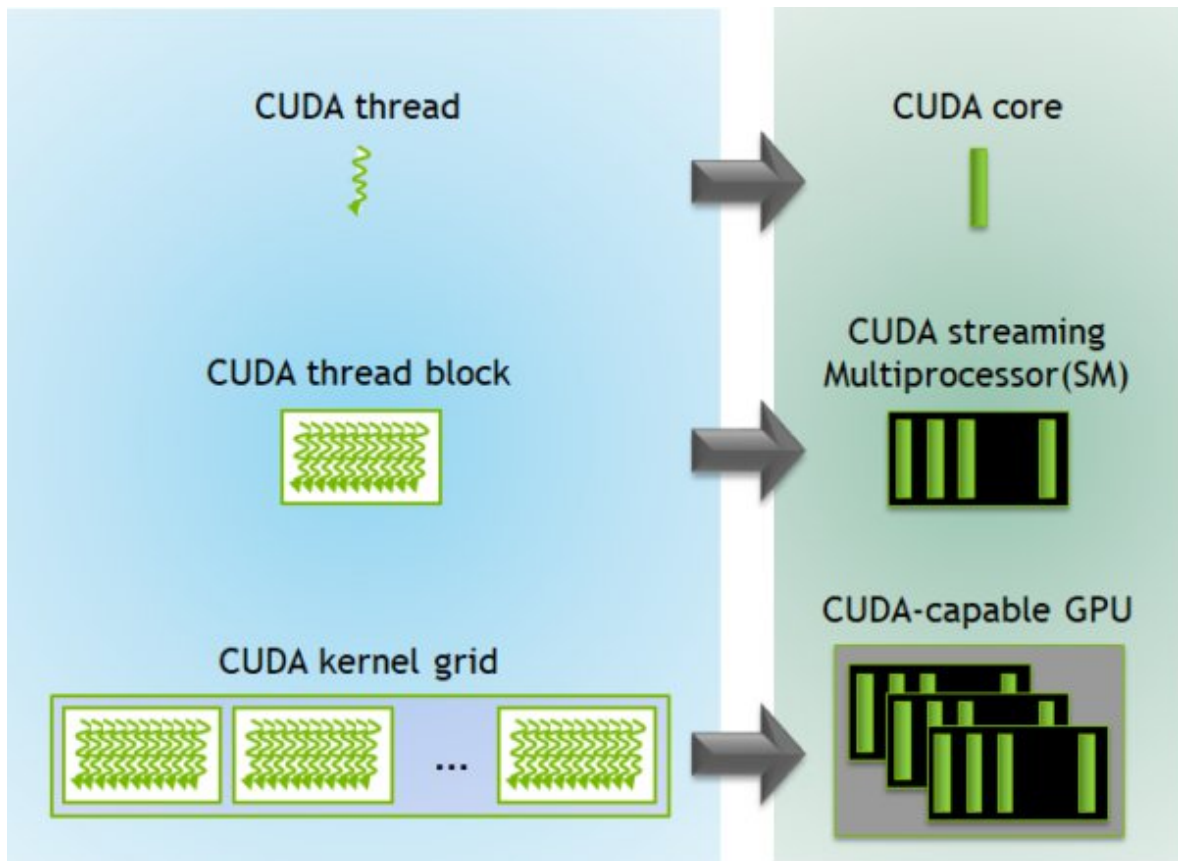 CUDA thread
CUDA core
CUDA thread block
CUDA streaming
Multiprocessor(SM)
CUDA kernel grid
...
CUDA-capable GPU